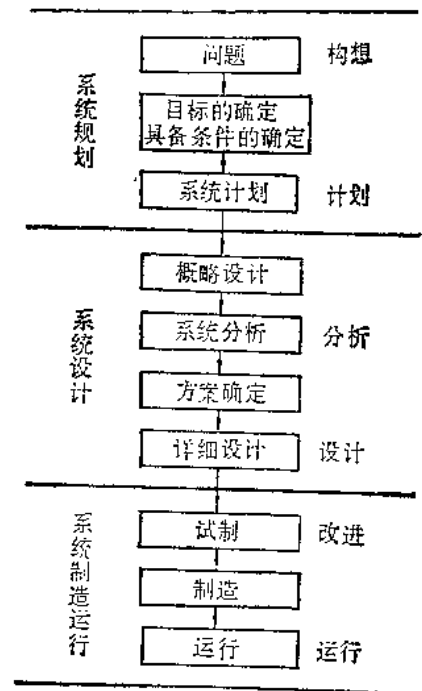 问题
构想
系统规划
目标的确定
具备条件的确定
系统计划
计划
概略设计
系统设计
系统分析
分析
方案确定
详细设计
设计
系统制造运行
试制
改进
制造
运行
运行